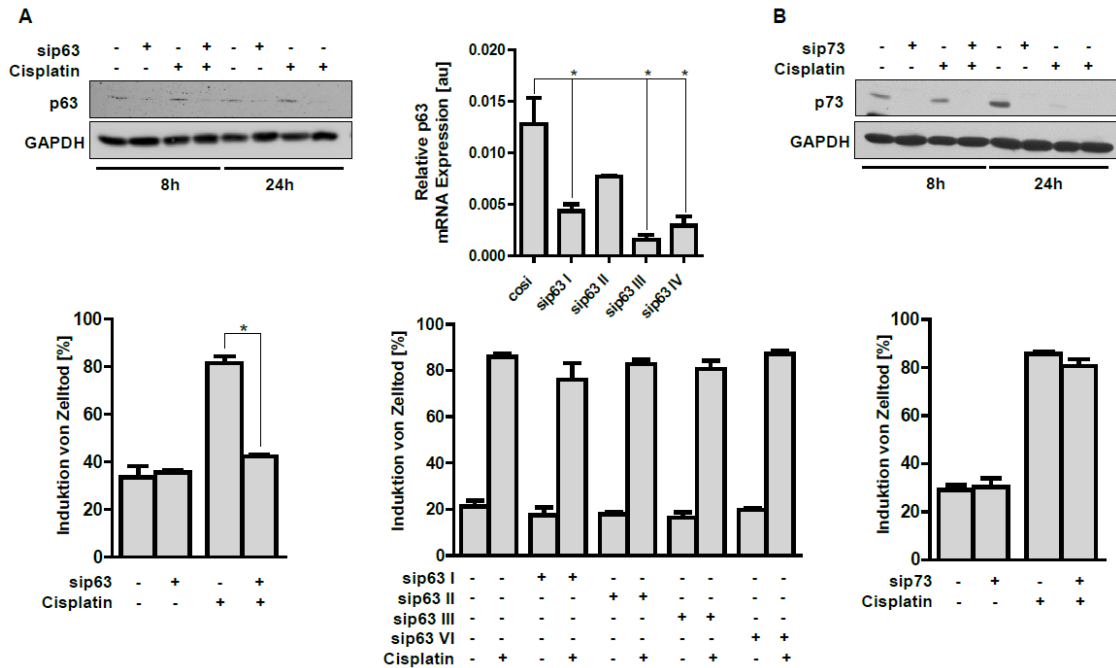 A
sip63 - + - + - + - -
Cisplatin - - + + - - + +
p63
GAPDH
8h 24h
Relative p63
mRNA Expression [au]
0.020
0.015
0.010
0.005
0.000
* * *
cosi sip63 I sip63 II sip63 III sip63 IV
B
sip73 - + - + - + - -
Cisplatin - - + + - - + +
p73
GAPDH
8h 24h
Induktion von Zelltod [%]
100
80
60
40
20
0
*
sip63 - + - +
Cisplatin - - + +
Induktion von Zelltod [%]
100
80
60
40
20
0
sip63 I - - + + - - - - - -
sip63 II - - - - + + - - - -
sip63 III - - - - - - + + - -
sip63 VI - - - - - - - - + +
Cisplatin - + - + - + - + - +
Induktion von Zelltod [%]
100
80
60
40
20
0
sip73 - + - +
Cisplatin - - + +